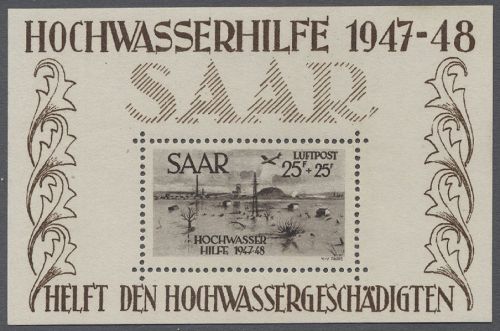 HOCHWASSERHILFE 1947-48
SAAR
SAAR
LUFTPOST
25F+25F
HOCHWASSER
HILFE 1947-48
HELFT DEN HOCHWASSERGESCHÄDIGTEN